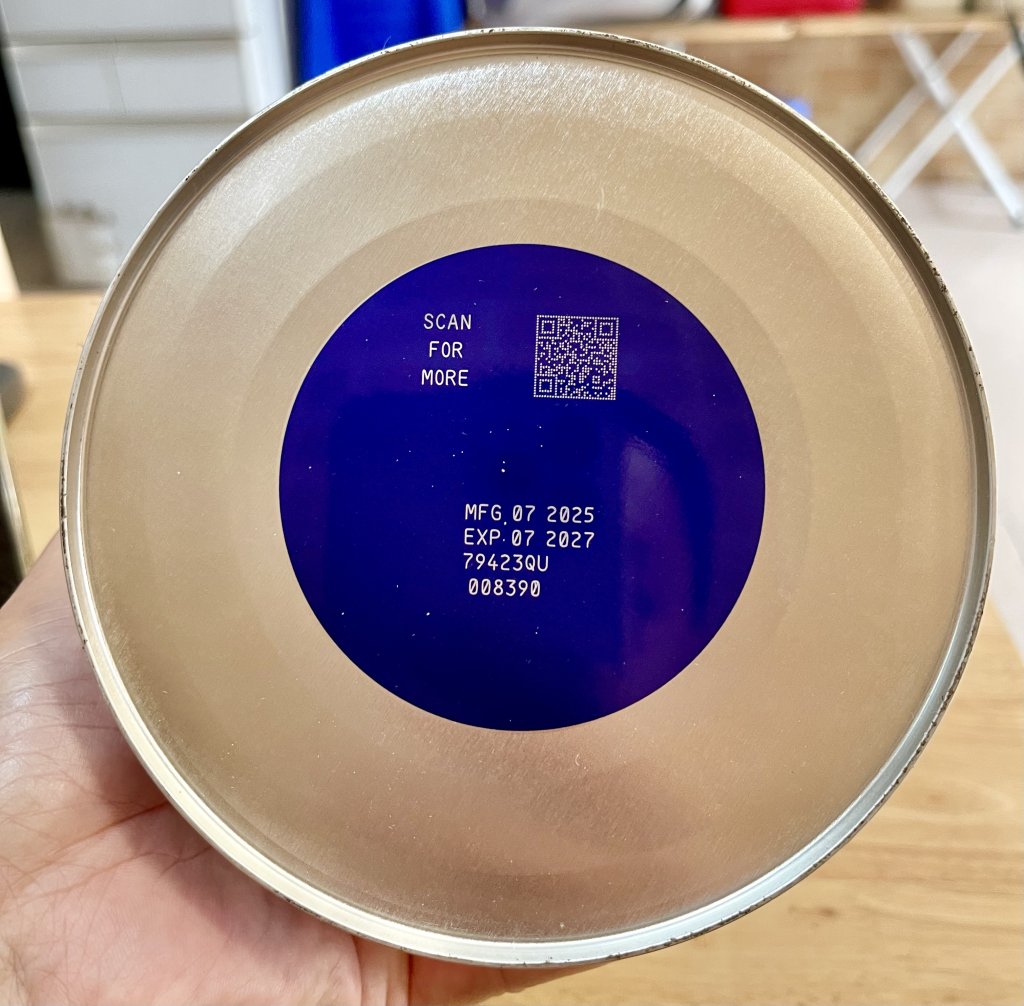 SCAN
FOR
MORE
MFG 07 2025
EXP 07 2027
79423QU
008390